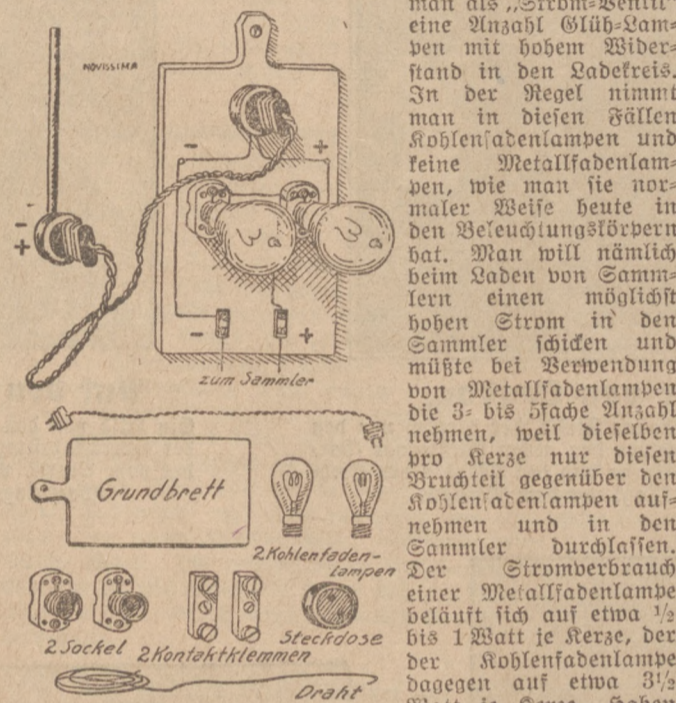 NOVISSIMA
-
+
-
+
-
+
zum Sammler
Grundbrett
2 Kohlenfaden-
lampen
2 Sockel
2 Kontaktklemmen
Steckdose
Draht
man als „Strom-Ventil“
eine Anzahl Glüh-Lam-
pen mit hohem Wider-
stand in den Ladekreis.
In der Regel nimmt
man in diesen Fällen
Kohlenfadenlampen und
keine Metallfadenlam-
pen, wie man sie nor-
maler Weise heute in
den Beleuchtungskörpern
hat. Man will nämlich
beim Laden von Samm-
lern einen möglichst
hohen Strom in den
Sammler schicken und
müßte bei Verwendung
von Metallfadenlampen
die 3- bis 5fache Anzahl
nehmen, weil dieselben
pro Kerze nur diesen
Bruchteil gegenüber den
Kohlenfadenlampen auf-
nehmen und in den
Sammler durchlassen.
Der Stromverbrauch
einer Metallfadenlampe
beläuft sich auf etwa ½
bis 1 Watt je Kerze, der
der Kohlenfadenlampe
dagegen auf etwa 3½